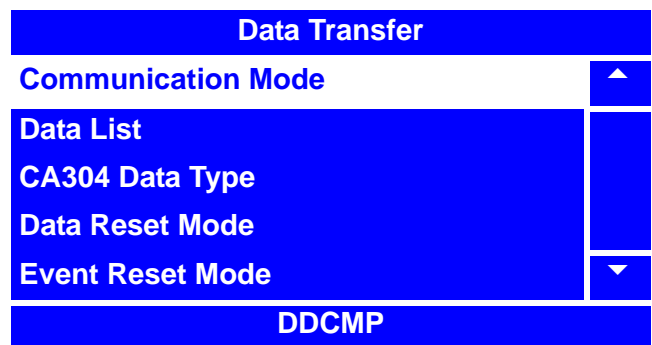 Data Transfer
Communication Mode
Data List
CA304 Data Type
Data Reset Mode
Event Reset Mode
DDCMP